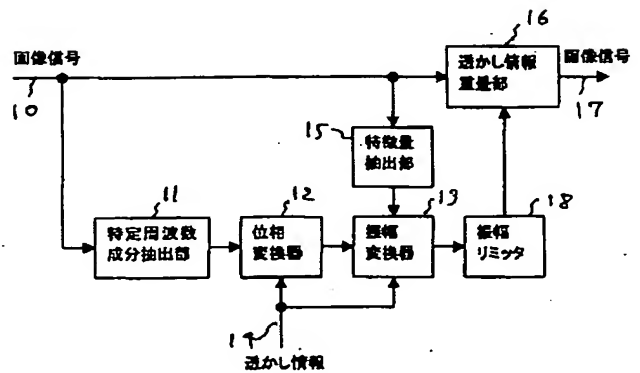 16
画像信号
10
透かし情報
重畳部
画像信号
17
15
特徴量
抽出部
11
特定周波数
成分抽出部
12
位相
変換器
13
振幅
変換器
18
振幅
リミッタ
14
透かし情報